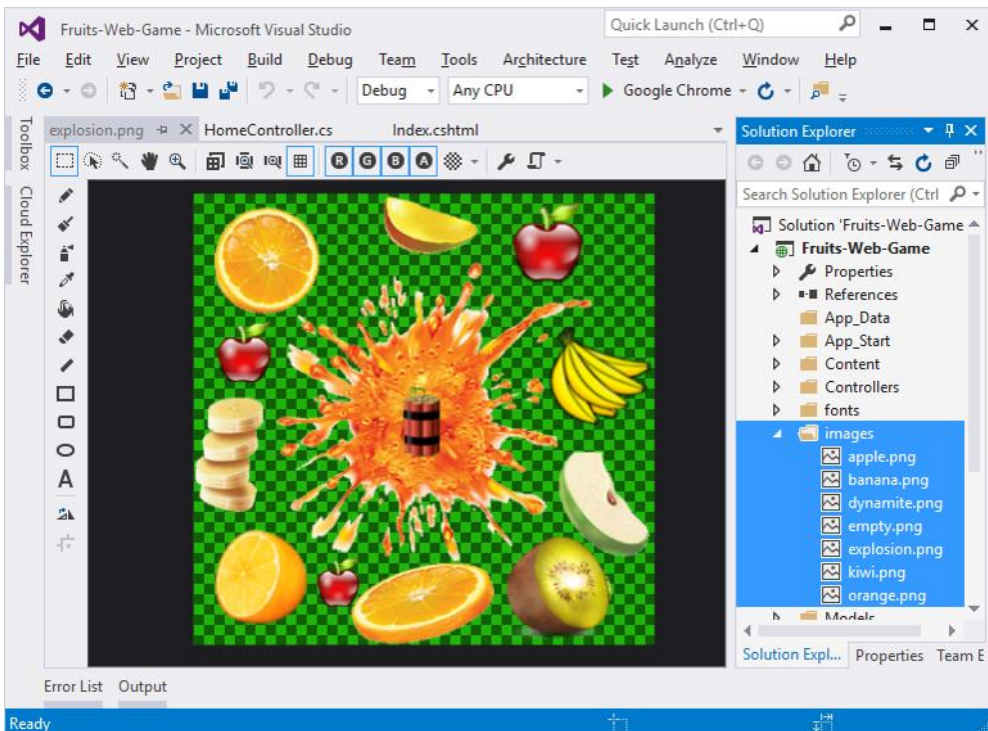 Fruits-Web-Game - Microsoft Visual Studio
Quick Launch (Ctrl+Q)
File Edit View Project Build Debug Team Tools Architecture Test Analyze Window Help
Debug Any CPU Google Chrome
Toolbox
Cloud Explorer
explosion.png HomeController.cs Index.cshtml
R G B A
A
Solution Explorer
Search Solution Explorer (Ctrl
Solution 'Fruits-Web-Game
Fruits-Web-Game
Properties
References
App_Data
App_Start
Content
Controllers
fonts
images
apple.png
banana.png
dynamite.png
empty.png
explosion.png
kiwi.png
orange.png
Models
Solution Expl... Properties Team E
Error List Output
Ready